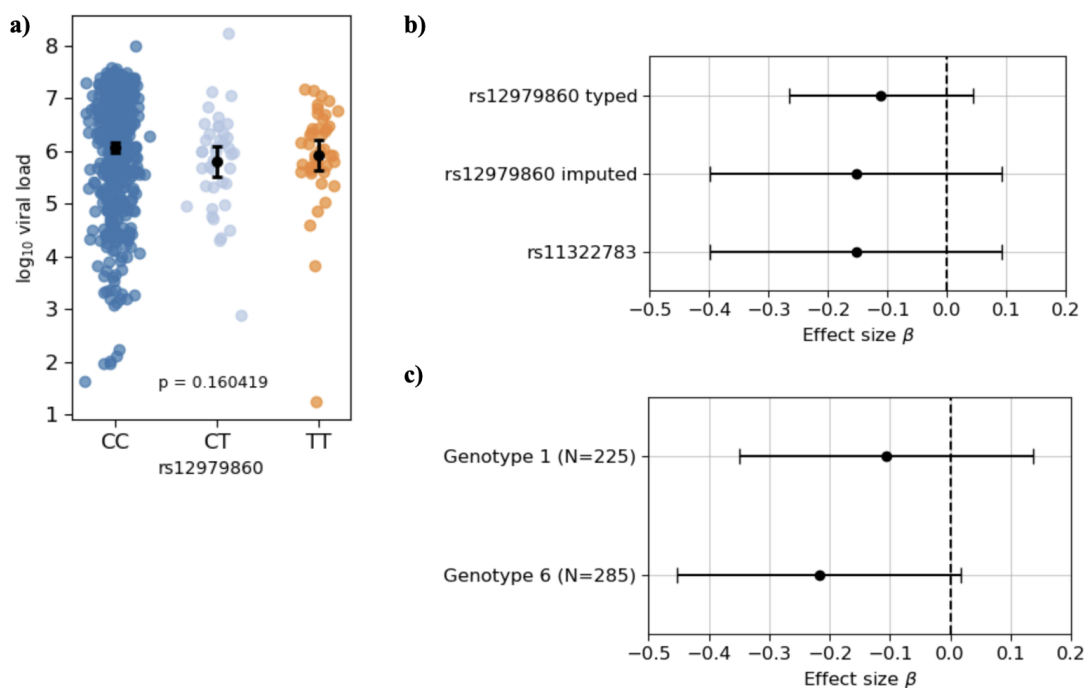 a)
8
7
6
5
4
3
2
1
log₁₀ viral load
p = 0.160419
CC CT TT
rs12979860
b)
rs12979860 typed
rs12979860 imputed
rs11322783
−0.5 −0.4 −0.3 −0.2 −0.1 0.0 0.1 0.2
Effect size β
c)
Genotype 1 (N=225)
Genotype 6 (N=285)
−0.5 −0.4 −0.3 −0.2 −0.1 0.0 0.1 0.2
Effect size β